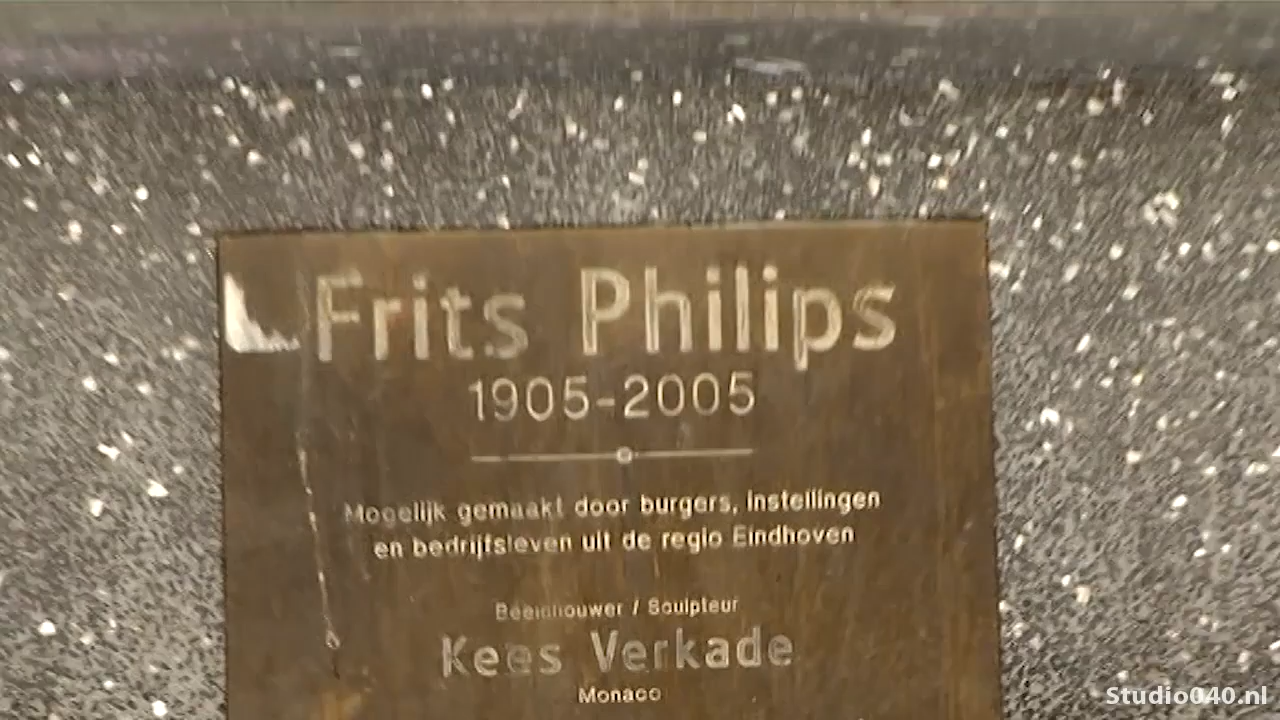 Frits Philips
1905-2005
Mogelijk gemaakt door burgers, instellingen
en bedrijfsleven uit de regio Eindhoven
Beeldhouwer / Sculpteur
Kees Verkade
Monaco
Studio040.nl